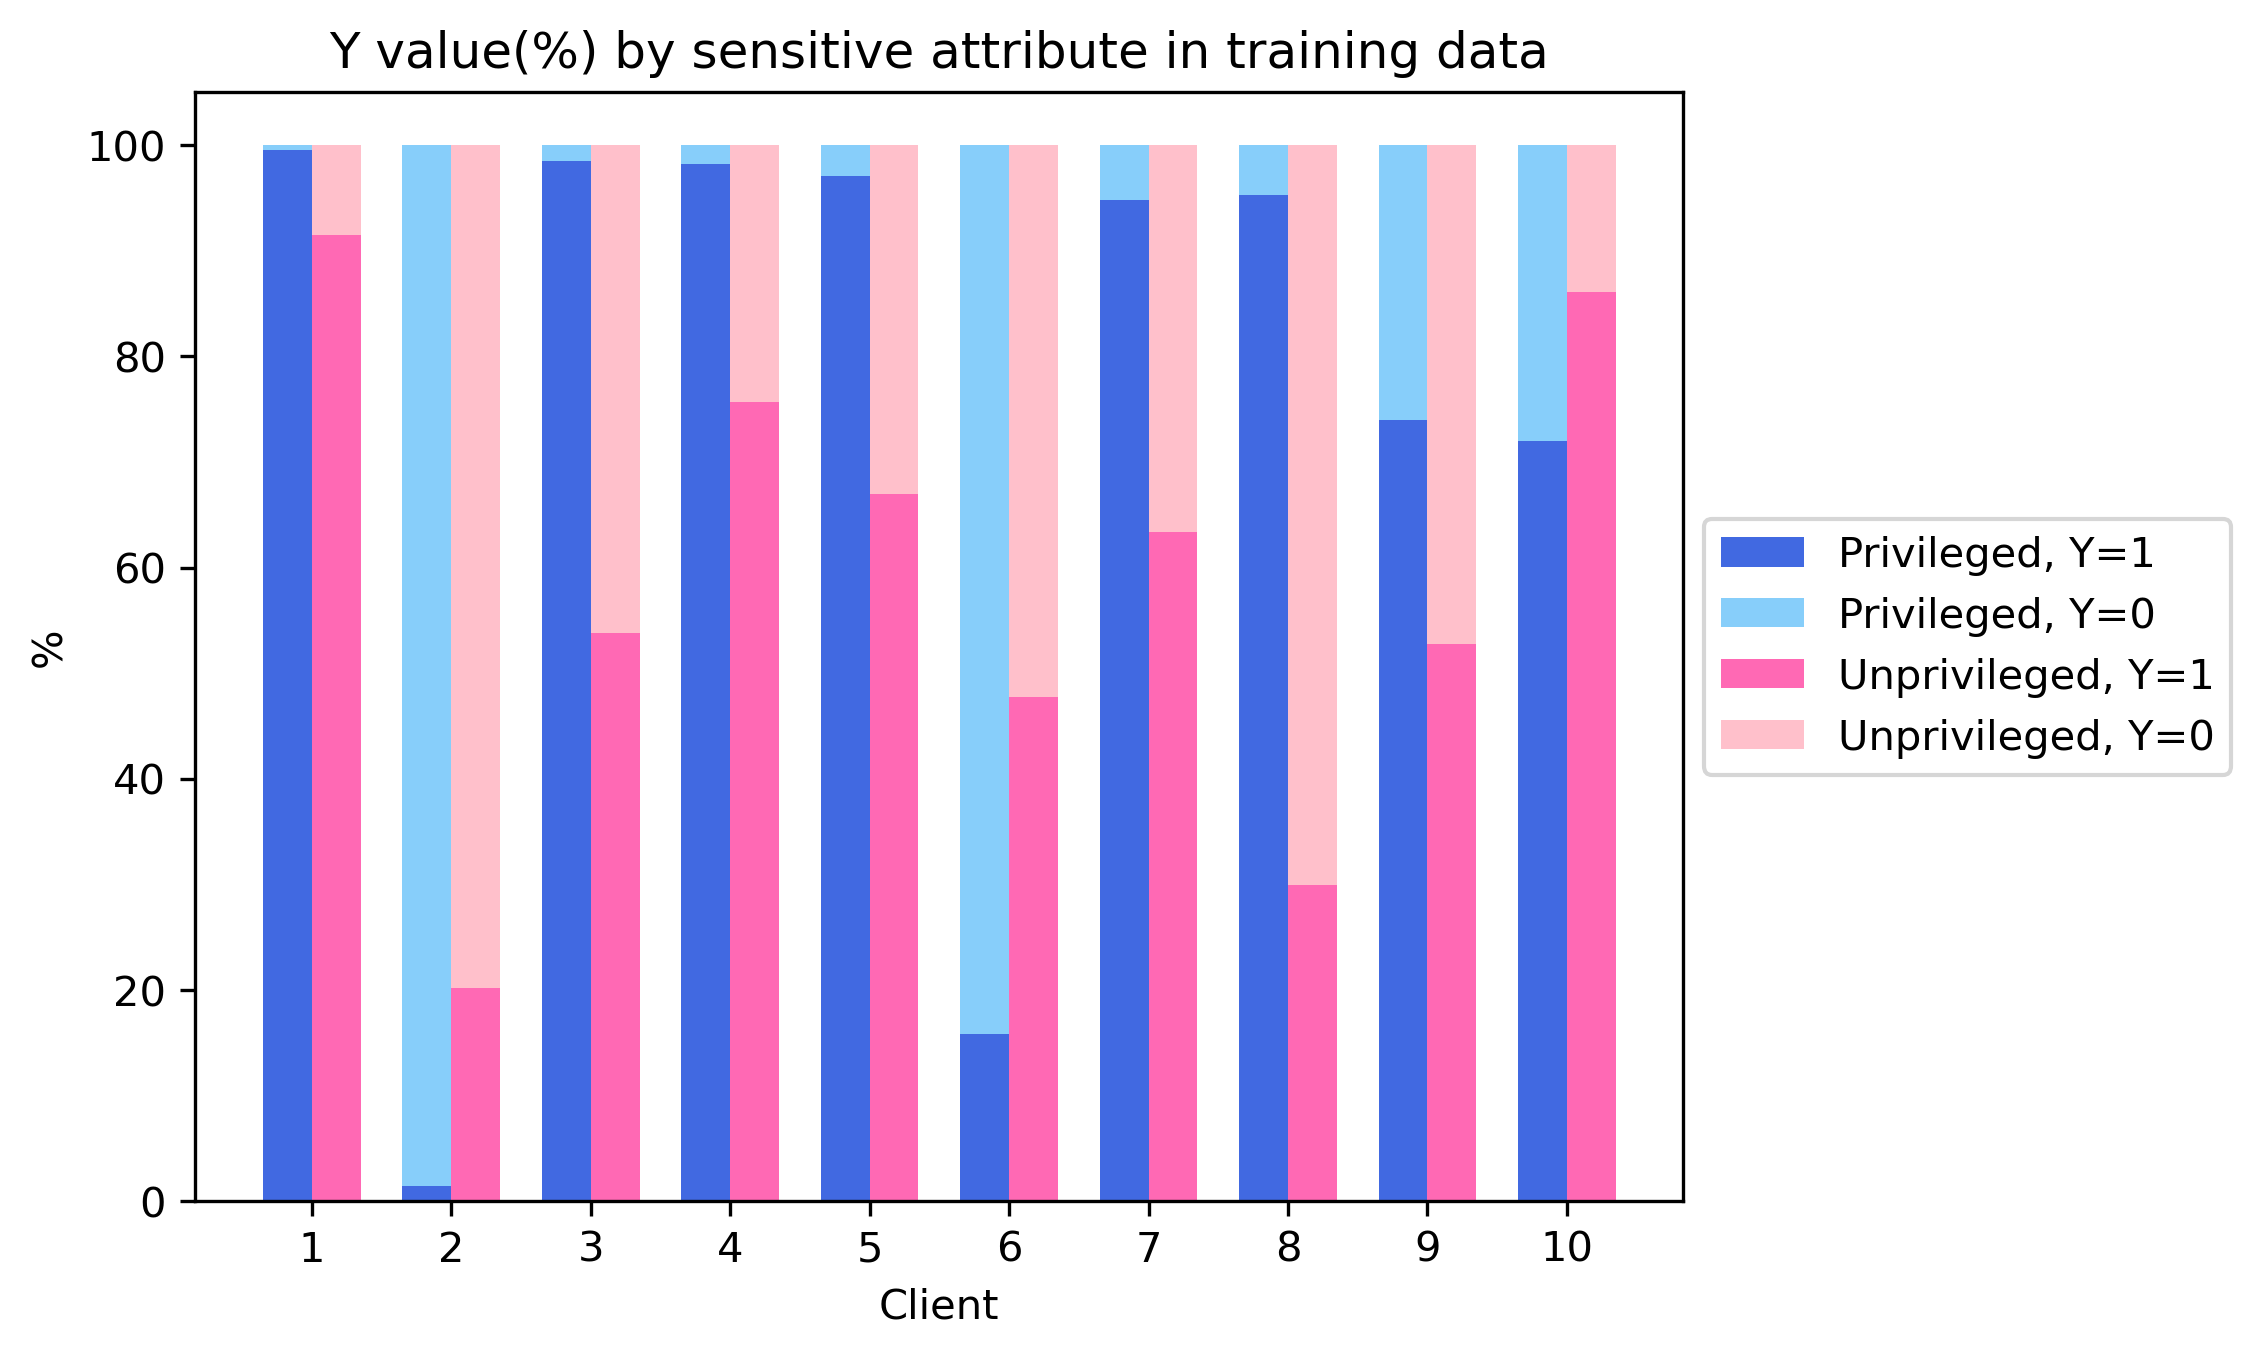 Y value(%) by sensitive attribute in training data
100
80
60
40
20
0
%
1 2 3 4 5 6 7 8 9 10
Client
Privileged, Y=1
Privileged, Y=0
Unprivileged, Y=1
Unprivileged, Y=0